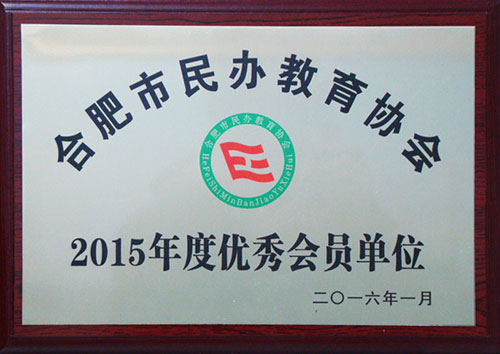 合肥市民办教育协会
合肥市民办教育协会
HeFeiShiMinBanJiaoYuXieHui
2015年度优秀会员单位
二〇一六年一月